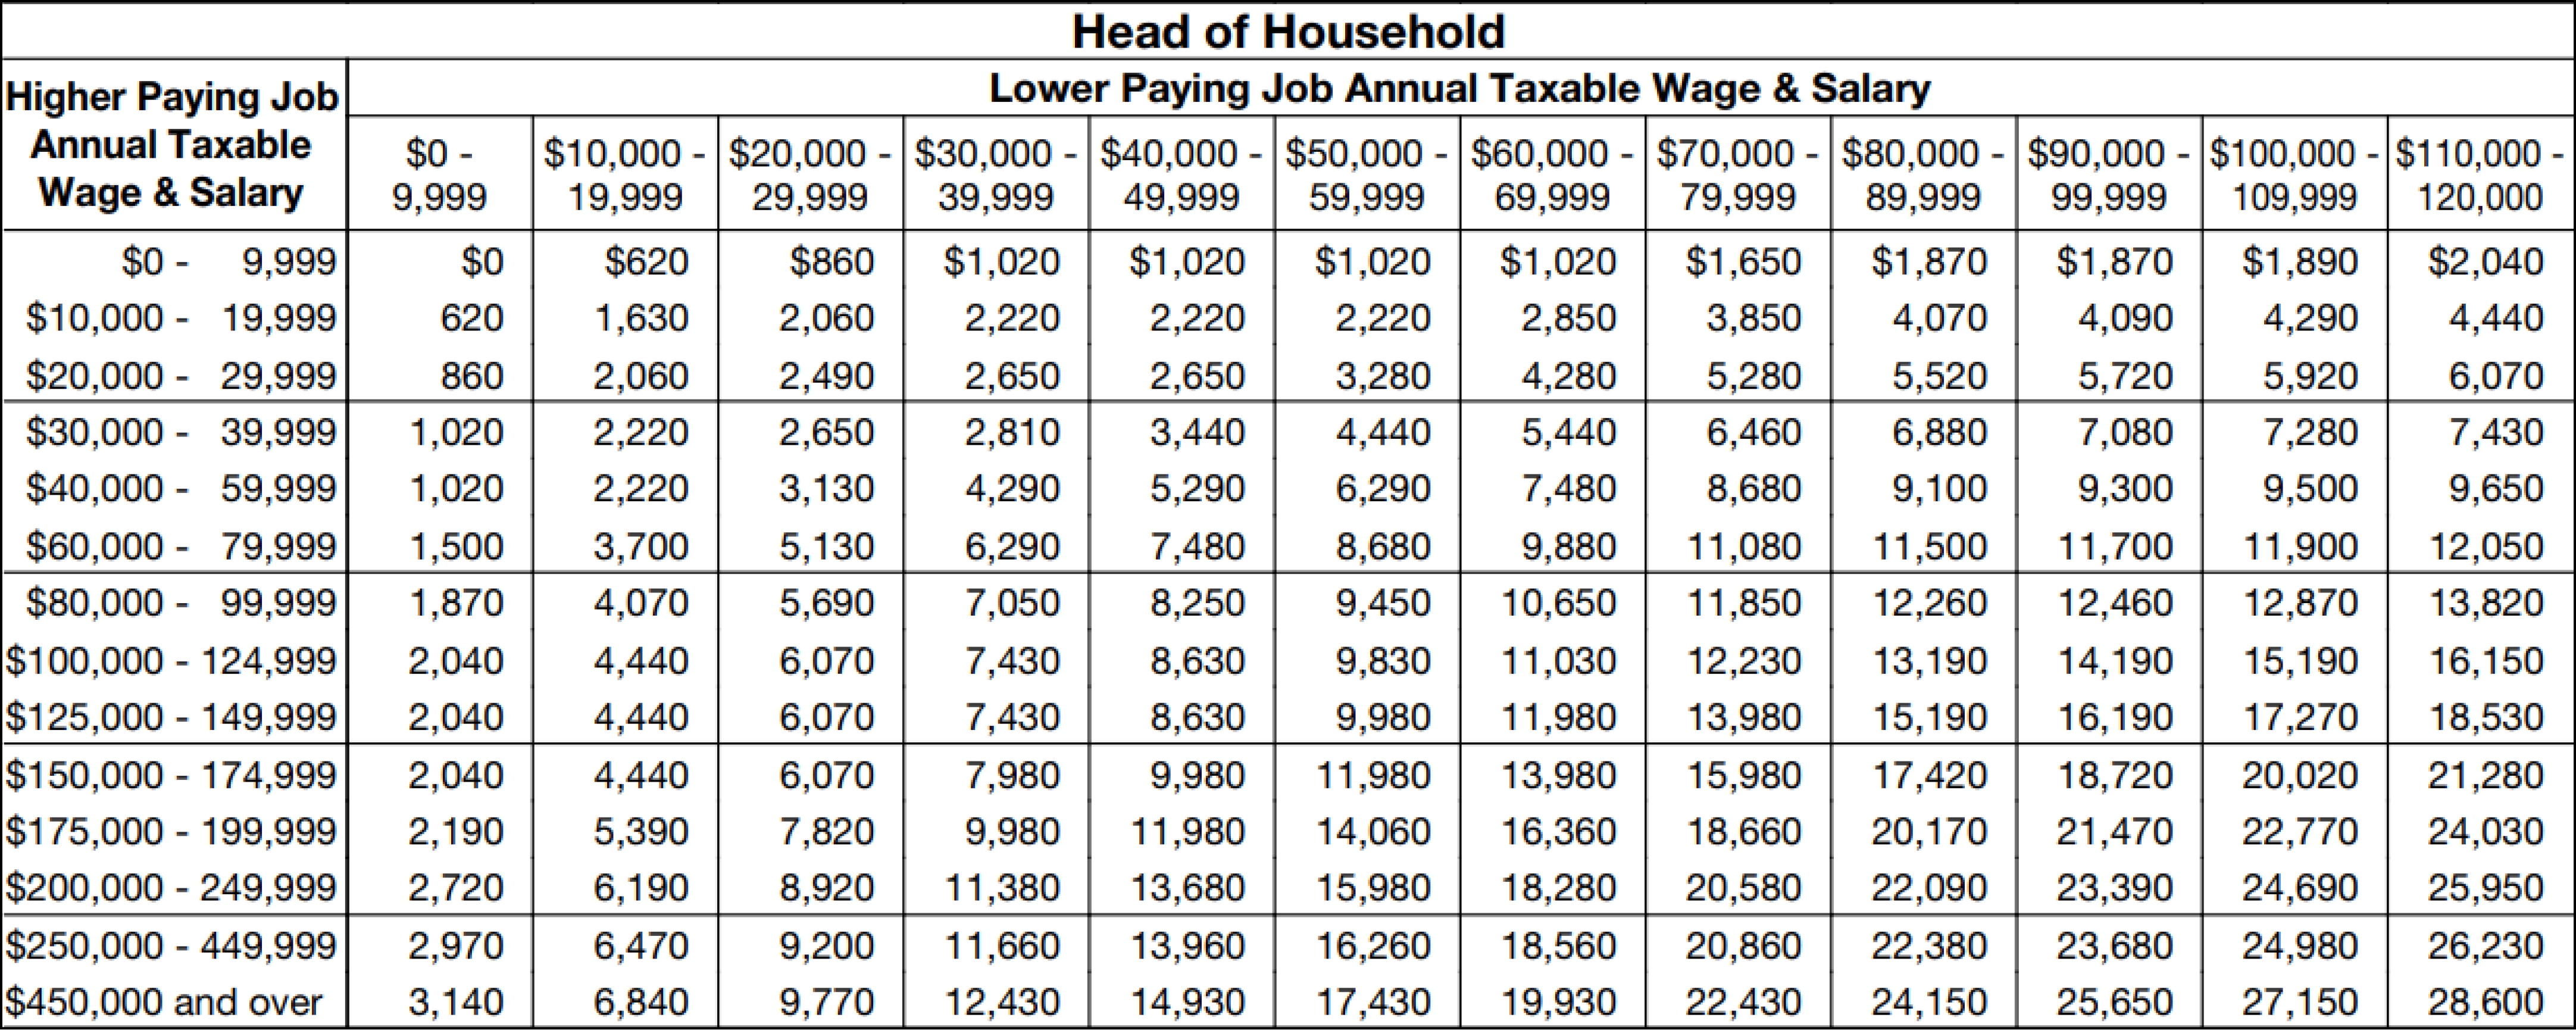 Head of Household
Higher Paying Job
Annual Taxable
Wage & Salary
Lower Paying Job Annual Taxable Wage & Salary
$0 - 9,999 $10,000 - 19,999 $20,000 - 29,999 $30,000 - 39,999 $40,000 - 49,999 $50,000 - 59,999 $60,000 - 69,999 $70,000 - 79,999 $80,000 - 89,999 $90,000 - 99,999 $100,000 - 109,999 $110,000 - 120,000
$0 - 9,999 $0 $620 $860 $1,020 $1,020 $1,020 $1,020 $1,650 $1,870 $1,870 $1,890 $2,040
$10,000 - 19,999 620 1,630 2,060 2,220 2,220 2,220 2,850 3,850 4,070 4,090 4,290 4,440
$20,000 - 29,999 860 2,060 2,490 2,650 2,650 3,280 4,280 5,280 5,520 5,720 5,920 6,070
$30,000 - 39,999 1,020 2,220 2,650 2,810 3,440 4,440 5,440 6,460 6,880 7,080 7,280 7,430
$40,000 - 59,999 1,020 2,220 3,130 4,290 5,290 6,290 7,480 8,680 9,100 9,300 9,500 9,650
$60,000 - 79,999 1,500 3,700 5,130 6,290 7,480 8,680 9,880 11,080 11,500 11,700 11,900 12,050
$80,000 - 99,999 1,870 4,070 5,690 7,050 8,250 9,450 10,650 11,850 12,260 12,460 12,870 13,820
$100,000 - 124,999 2,040 4,440 6,070 7,430 8,630 9,830 11,030 12,230 13,190 14,190 15,190 16,150
$125,000 - 149,999 2,040 4,440 6,070 7,430 8,630 9,980 11,980 13,980 15,190 16,190 17,270 18,530
$150,000 - 174,999 2,040 4,440 6,070 7,980 9,980 11,980 13,980 15,980 17,420 18,720 20,020 21,280
$175,000 - 199,999 2,190 5,390 7,820 9,980 11,980 14,060 16,360 18,660 20,170 21,470 22,770 24,030
$200,000 - 249,999 2,720 6,190 8,920 11,380 13,680 15,980 18,280 20,580 22,090 23,390 24,690 25,950
$250,000 - 449,999 2,970 6,470 9,200 11,660 13,960 16,260 18,560 20,860 22,380 23,680 24,980 26,230
$450,000 and over 3,140 6,840 9,770 12,430 14,930 17,430 19,930 22,430 24,150 25,650 27,150 28,600